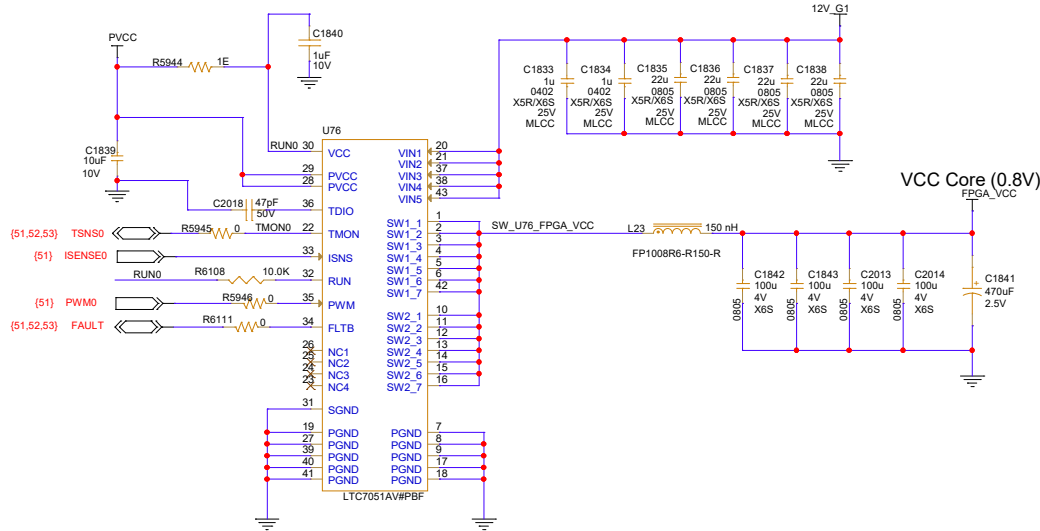 12V_G1
PVCC
C1840
1uF
10V
R5944
1E
C1833
1u
0402
X5R/X6S
25V
MLCC
C1834
1u
0402
X5R/X6S
25V
MLCC
C1835
22u
0805
X5R/X6S
25V
MLCC
C1836
22u
0805
X5R/X6S
25V
MLCC
C1837
22u
0805
X5R/X6S
25V
MLCC
C1838
22u
0805
X5R/X6S
25V
MLCC
C1839
10uF
10V
U76
RUN0 30 VCC
29 PVCC
28 PVCC
C2018 47pF 50V
36 TDIO
{51,52,53} TSNS0 R5945 0 TMON0 22 TMON
{51} ISENSE0 33 ISNS
RUN0 R6108 10.0K 32 RUN
{51} PWM0 R5946 0 35 PWM
{51,52,53} FAULT R6111 0 34 FLTB
26 NC1
25 NC2
24 NC3
23 NC4
31 SGND
19 PGND
27 PGND
39 PGND
40 PGND
41 PGND
VIN1 20
VIN2 21
VIN3 37
VIN4 38
VIN5 43
SW1_1 1
SW1_2 2
SW1_3 3
SW1_4 4
SW1_5 5
SW1_6 6
SW1_7 42
SW2_1 10
SW2_2 11
SW2_3 12
SW2_4 13
SW2_5 14
SW2_6 15
SW2_7 16
PGND 7
PGND 8
PGND 9
PGND 17
PGND 18
LTC7051AV#PBF
SW_U76_FPGA_VCC
L23 150 nH
FP1008R6-R150-R
VCC Core (0.8V)
FPGA_VCC
C1842
100u
4V
X6S
0805
C1843
100u
4V
X6S
0805
C2013
100u
4V
X6S
0805
C2014
100u
4V
X6S
0805
C1841
470uF
2.5V